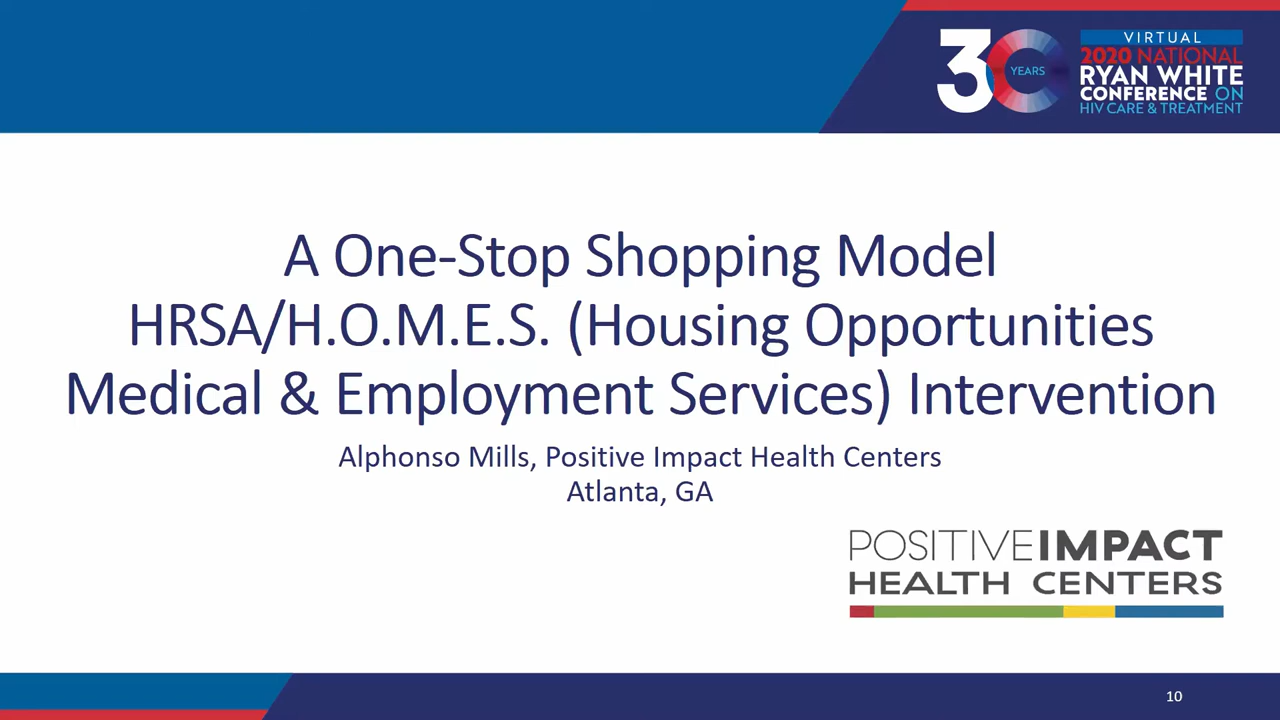 30 YEARS
VIRTUAL
2020 NATIONAL
RYAN WHITE
CONFERENCE ON
HIV CARE & TREATMENT
A One-Stop Shopping Model
HRSA/H.O.M.E.S. (Housing Opportunities
Medical & Employment Services) Intervention
Alphonso Mills, Positive Impact Health Centers
Atlanta, GA
POSITIVEIMPACT
HEALTH CENTERS
10